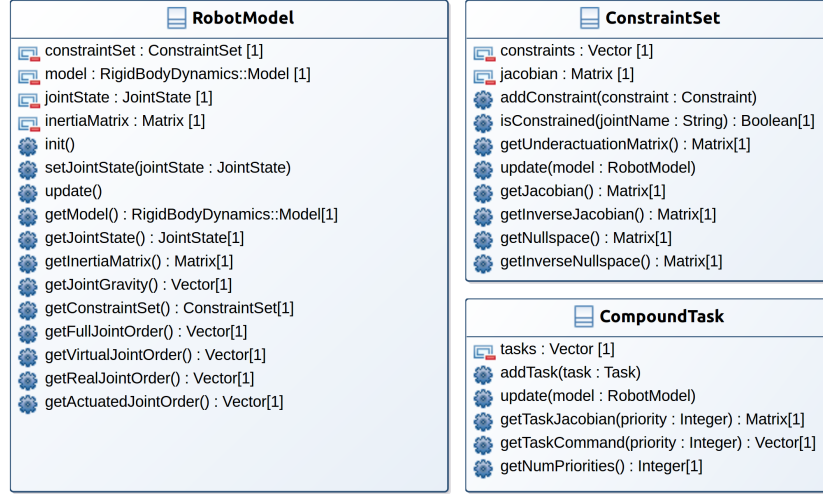 RobotModel
constraintSet : ConstraintSet [1]
model : RigidBodyDynamics::Model [1]
jointState : JointState [1]
inertiaMatrix : Matrix [1]
init()
setJointState(jointState : JointState)
update()
getModel() : RigidBodyDynamics::Model[1]
getJointState() : JointState[1]
getInertiaMatrix() : Matrix[1]
getJointGravity() : Vector[1]
getConstraintSet() : ConstraintSet[1]
getFullJointOrder() : Vector[1]
getVirtualJointOrder() : Vector[1]
getRealJointOrder() : Vector[1]
getActuatedJointOrder() : Vector[1]
ConstraintSet
constraints : Vector [1]
jacobian : Matrix [1]
addConstraint(constraint : Constraint)
isConstrained(jointName : String) : Boolean[1]
getUnderactuationMatrix() : Matrix[1]
update(model : RobotModel)
getJacobian() : Matrix[1]
getInverseJacobian() : Matrix[1]
getNullspace() : Matrix[1]
getInverseNullspace() : Matrix[1]
CompoundTask
tasks : Vector [1]
addTask(task : Task)
update(model : RobotModel)
getTaskJacobian(priority : Integer) : Matrix[1]
getTaskCommand(priority : Integer) : Vector[1]
getNumPriorities() : Integer[1]